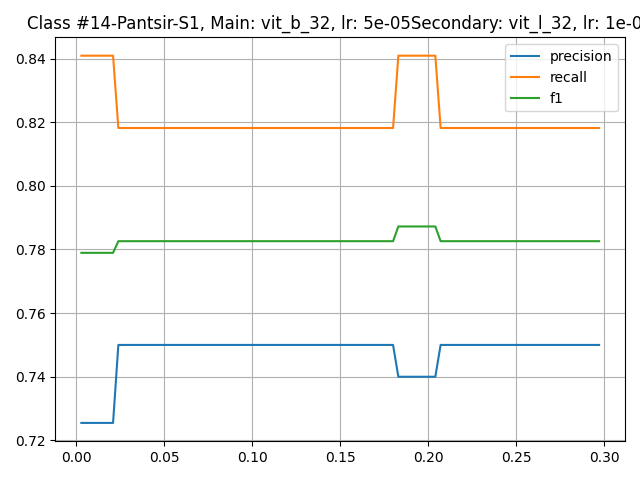 Class #14-Pantsir-S1, Main: vit_b_32, lr: 5e-05Secondary: vit_l_32, lr: 1e-0
0.84
0.82
0.80
0.78
0.76
0.74
0.72
precision
recall
f1
0.00 0.05 0.10 0.15 0.20 0.25 0.30